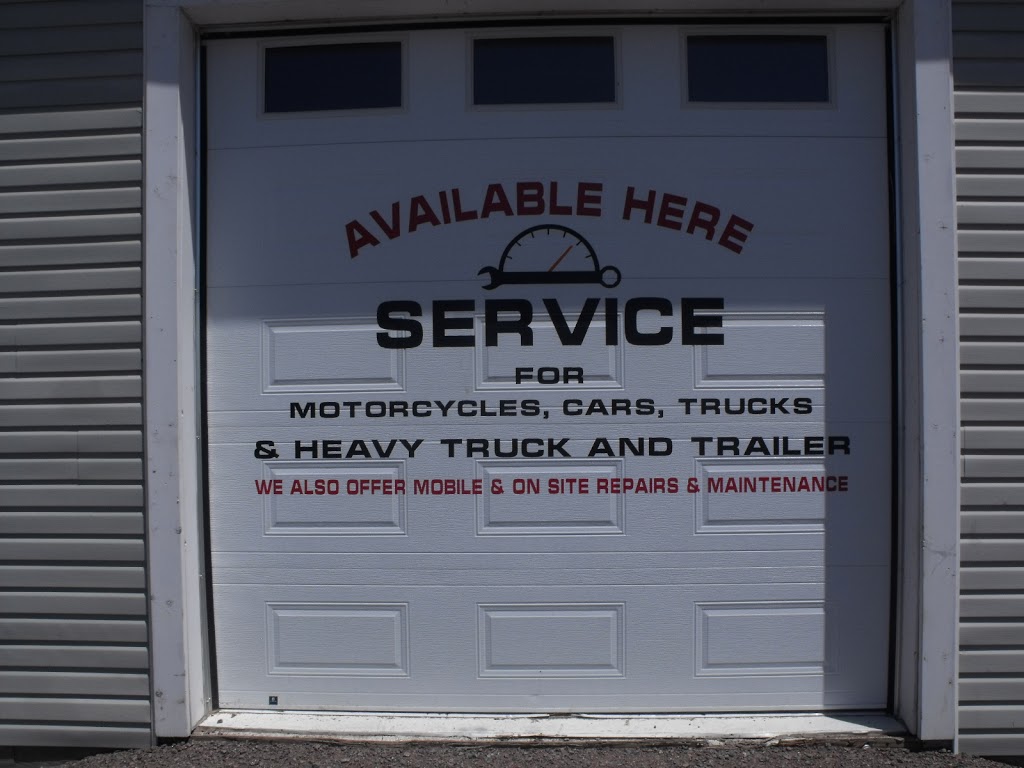 AVAILABLE HERE
SERVICE
FOR
MOTORCYCLES, CARS, TRUCKS
& HEAVY TRUCK AND TRAILER
WE ALSO OFFER MOBILE & ON SITE REPAIRS & MAINTENANCE